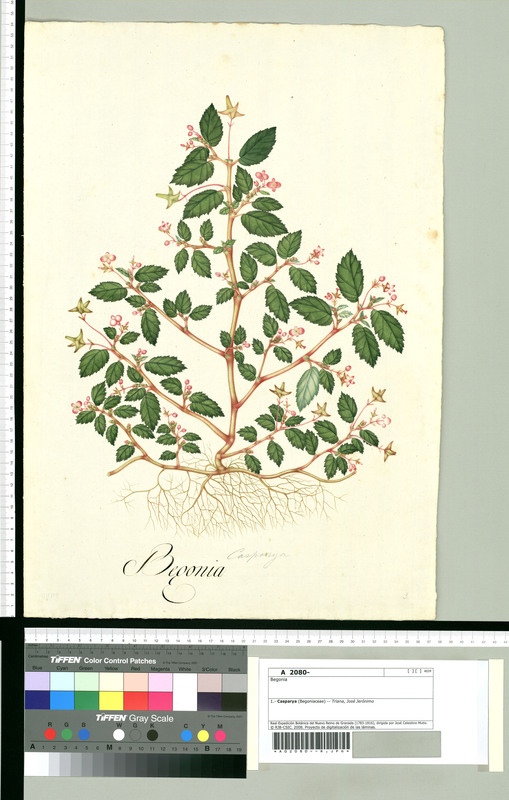 Begonia Casparya
TIFFEN Color Control Patches
Blue Cyan Green Yellow Red Magenta White 3/Color Black
TIFFEN Gray Scale
R G B W G K C Y M
A 1 2 3 4 5 6 M 8 9 10 11 12 13 14 15 B 17 18 19
A 2080-
Begonia
1.- Casparya (Begoniaceae) -- Triana, José Jerónimo
Real Expedición Botánica del Nuevo Reino de Granada (1783-1816), dirigida por José Celestino Mutis.
© RJB-CSIC, 2008. Proyecto de digitalización de las láminas.